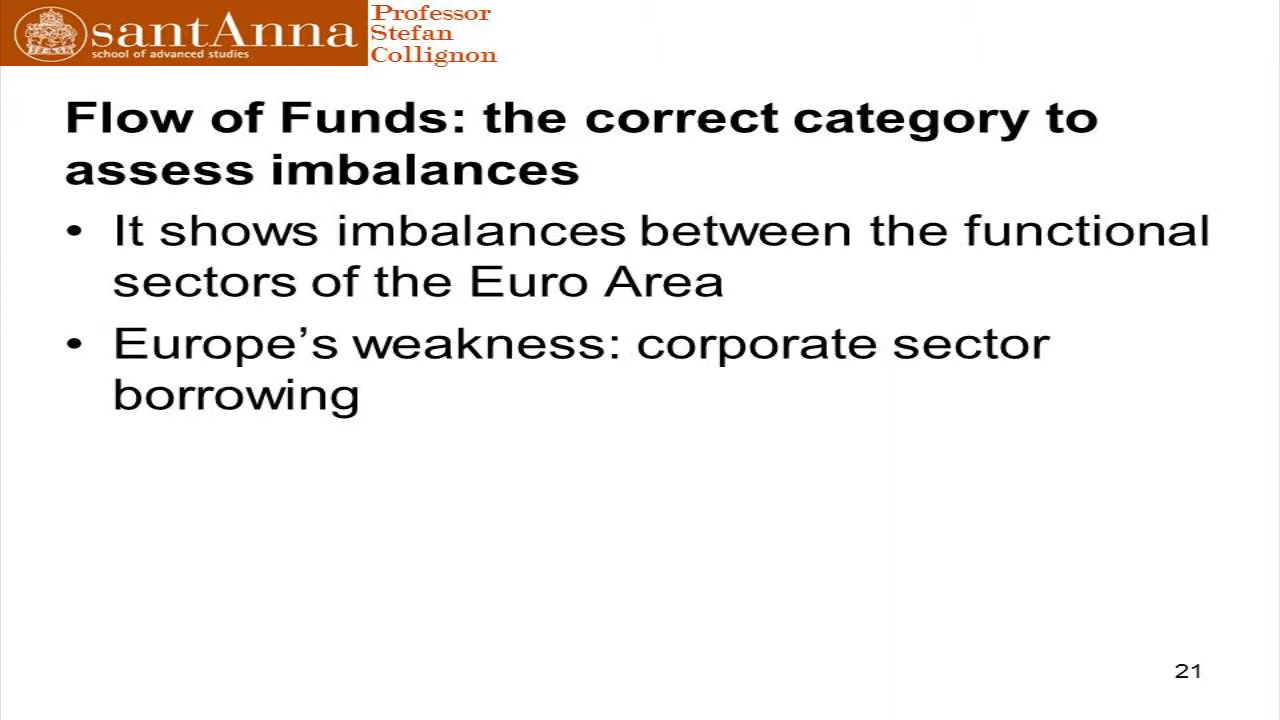 santAnna
school of advanced studies
Professor
Stefan
Collignon
Flow of Funds: the correct category to
assess imbalances
• It shows imbalances between the functional
sectors of the Euro Area
• Europe’s weakness: corporate sector
borrowing
21